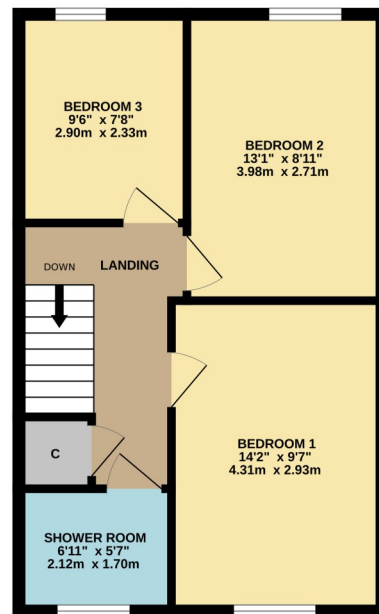 BEDROOM 3
9'6" x 7'8"
2.90m x 2.33m
BEDROOM 2
13'1" x 8'11"
3.98m x 2.71m
DOWN
LANDING
BEDROOM 1
14'2" x 9'7"
4.31m x 2.93m
C
SHOWER ROOM
6'11" x 5'7"
2.12m x 1.70m